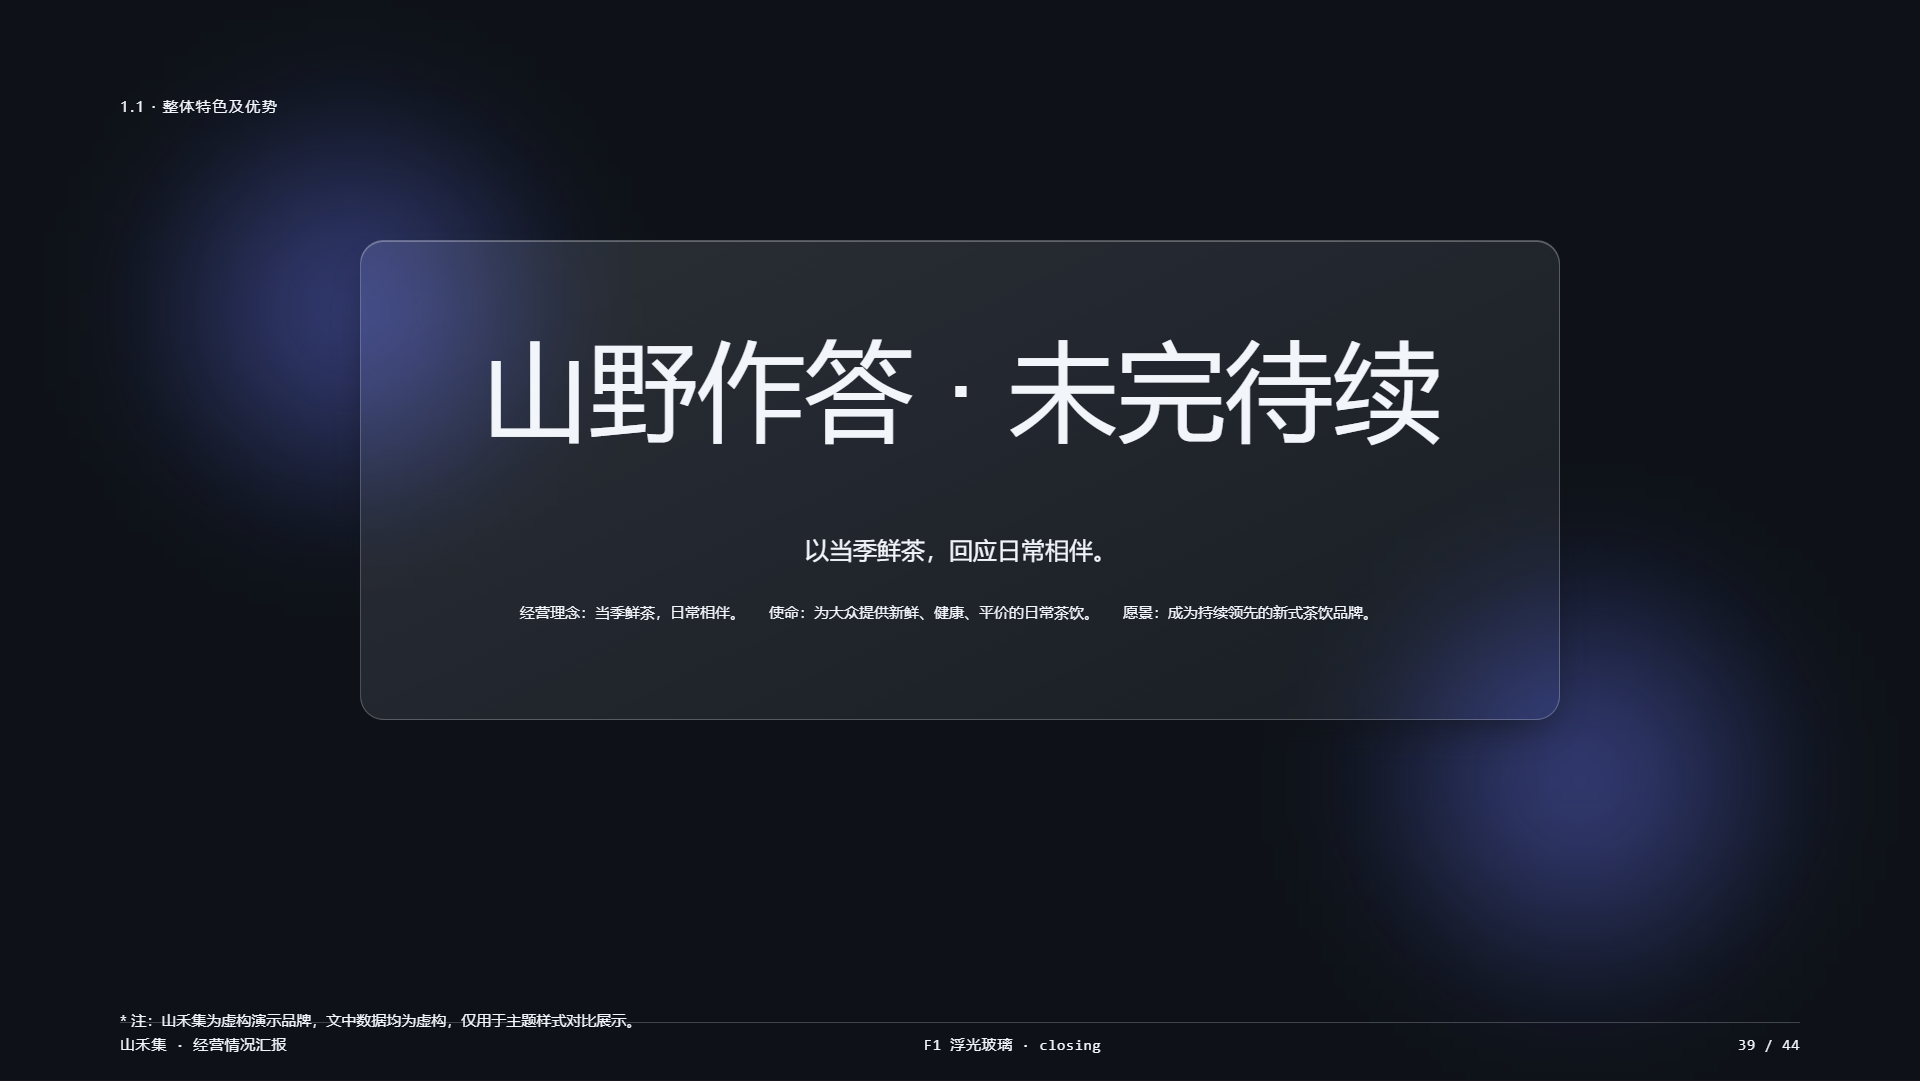 1.1 · 整体特色及优势
山野作答 · 未完待续
以当季鲜茶，回应日常相伴。
经营理念：当季鲜茶，日常相伴。 使命：为大众提供新鲜、健康、平价的日常茶饮。 愿景：成为持续领先的新式茶饮品牌。
* 注：山禾集为虚构演示品牌，文中数据均为虚构，仅用于主题样式对比展示。
山禾集 · 经营情况汇报 F1 浮光玻璃 · closing 39 / 44